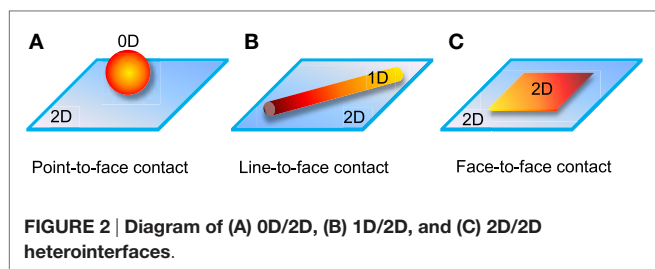 A
0D
2D
Point-to-face contact
B
1D
2D
Line-to-face contact
C
2D
2D
Face-to-face contact
FIGURE 2 | Diagram of (A) 0D/2D, (B) 1D/2D, and (C) 2D/2D
heterointerfaces.